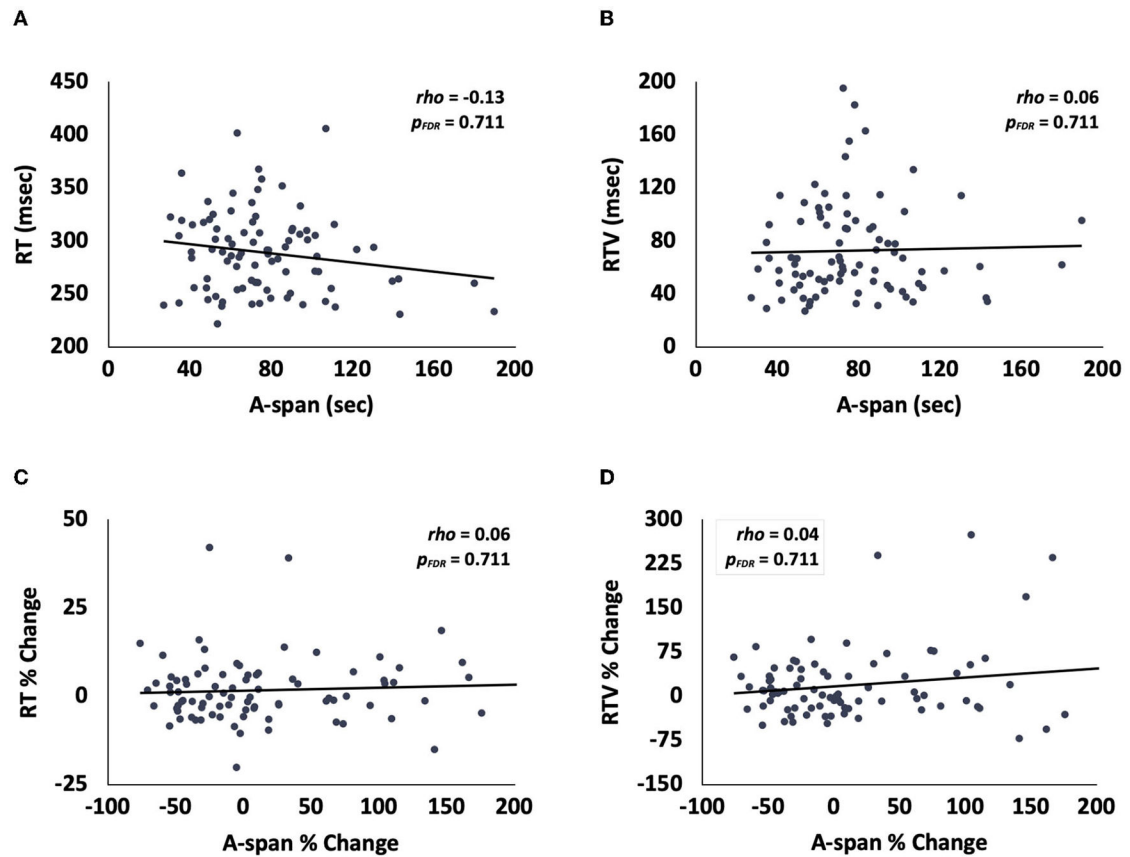 A
rho = -0.13
pFDR = 0.711
450
400
350
300
250
200
RT (msec)
0 40 80 120 160 200
A-span (sec)
B
rho = 0.06
pFDR = 0.711
200
160
120
80
40
0
RTV (msec)
0 40 80 120 160 200
A-span (sec)
C
rho = 0.06
pFDR = 0.711
50
25
0
-25
RT % Change
-100 -50 0 50 100 150 200
A-span % Change
D
rho = 0.04
pFDR = 0.711
300
225
150
75
0
-75
-150
RTV % Change
-100 -50 0 50 100 150 200
A-span % Change